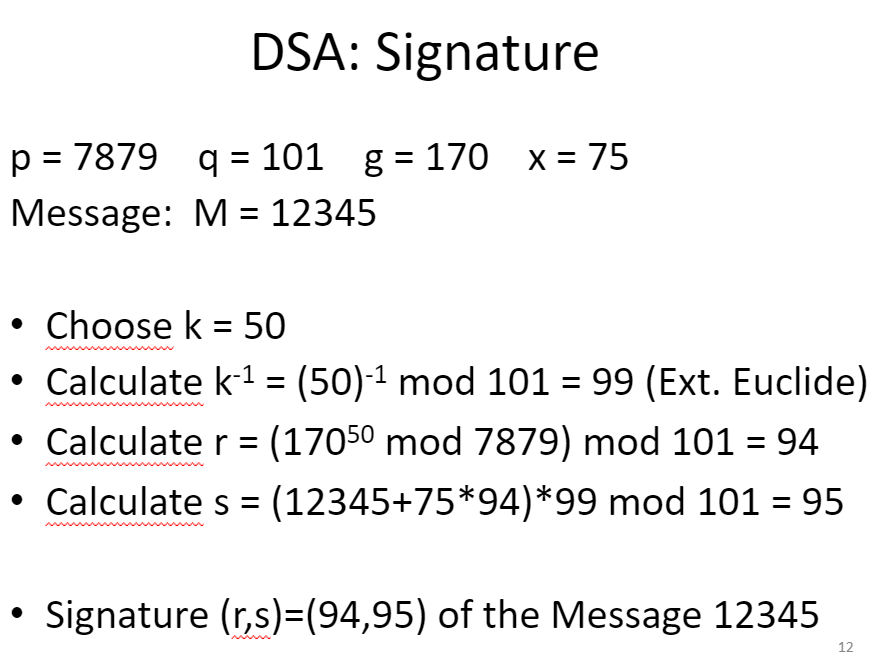 DSA: Signature
p = 7879 q = 101 g = 170 x = 75
Message: M = 12345
• Choose k = 50
• Calculate k⁻¹ = (50)⁻¹ mod 101 = 99 (Ext. Euclide)
• Calculate r = (170⁵⁰ mod 7879) mod 101 = 94
• Calculate s = (12345+75*94)*99 mod 101 = 95
• Signature (r,s)=(94,95) of the Message 12345
12